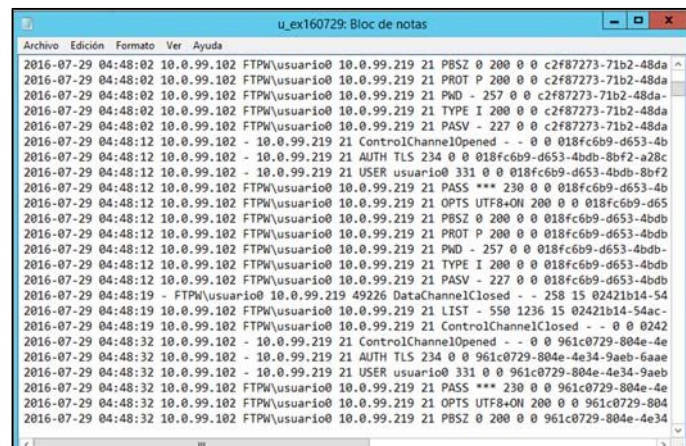 u_ex160729: Bloc de notas
Archivo Edición Formato Ver Ayuda
2016-07-29 04:48:02 10.0.99.102 FTPW\usuario0 10.0.99.219 21 PBSZ 0 200 0 0 c2f87273-71b2-48da
2016-07-29 04:48:02 10.0.99.102 FTPW\usuario0 10.0.99.219 21 PROT P 200 0 0 c2f87273-71b2-48da
2016-07-29 04:48:02 10.0.99.102 FTPW\usuario0 10.0.99.219 21 PWD - 257 0 0 c2f87273-71b2-48da-
2016-07-29 04:48:02 10.0.99.102 FTPW\usuario0 10.0.99.219 21 TYPE I 200 0 0 c2f87273-71b2-48da
2016-07-29 04:48:02 10.0.99.102 FTPW\usuario0 10.0.99.219 21 PASV - 227 0 0 c2f87273-71b2-48da
2016-07-29 04:48:12 10.0.99.102 - 10.0.99.219 21 ControlChannelOpened - - 0 0 018fc6b9-d653-4b
2016-07-29 04:48:12 10.0.99.102 - 10.0.99.219 21 AUTH TLS 234 0 0 018fc6b9-d653-4bdb-8bf2-a28c
2016-07-29 04:48:12 10.0.99.102 - 10.0.99.219 21 USER usuario0 331 0 0 018fc6b9-d653-4bdb-8bf2
2016-07-29 04:48:12 10.0.99.102 FTPW\usuario0 10.0.99.219 21 PASS *** 230 0 0 018fc6b9-d653-4b
2016-07-29 04:48:12 10.0.99.102 FTPW\usuario0 10.0.99.219 21 OPTS UTF8+ON 200 0 0 018fc6b9-d65
2016-07-29 04:48:12 10.0.99.102 FTPW\usuario0 10.0.99.219 21 PBSZ 0 200 0 0 018fc6b9-d653-4bdb
2016-07-29 04:48:12 10.0.99.102 FTPW\usuario0 10.0.99.219 21 PROT P 200 0 0 018fc6b9-d653-4bdb
2016-07-29 04:48:12 10.0.99.102 FTPW\usuario0 10.0.99.219 21 PWD - 257 0 0 018fc6b9-d653-4bdb-
2016-07-29 04:48:12 10.0.99.102 FTPW\usuario0 10.0.99.219 21 TYPE I 200 0 0 018fc6b9-d653-4bdb
2016-07-29 04:48:12 10.0.99.102 FTPW\usuario0 10.0.99.219 21 PASV - 227 0 0 018fc6b9-d653-4bdb
2016-07-29 04:48:19 - FTPW\usuario0 10.0.99.219 49226 DataChannelClosed - - 258 15 02421b14-54
2016-07-29 04:48:19 10.0.99.102 FTPW\usuario0 10.0.99.219 21 LIST - 550 1236 15 02421b14-54ac-
2016-07-29 04:48:19 10.0.99.102 FTPW\usuario0 10.0.99.219 21 ControlChannelClosed - - 0 0 0242
2016-07-29 04:48:32 10.0.99.102 - 10.0.99.219 21 ControlChannelOpened - - 0 0 961c0729-804e-4e
2016-07-29 04:48:32 10.0.99.102 - 10.0.99.219 21 AUTH TLS 234 0 0 961c0729-804e-4e34-9aeb-6aae
2016-07-29 04:48:32 10.0.99.102 - 10.0.99.219 21 USER usuario0 331 0 0 961c0729-804e-4e34-9aeb
2016-07-29 04:48:32 10.0.99.102 FTPW\usuario0 10.0.99.219 21 PASS *** 230 0 0 961c0729-804e-4e
2016-07-29 04:48:32 10.0.99.102 FTPW\usuario0 10.0.99.219 21 OPTS UTF8+ON 200 0 0 961c0729-804
2016-07-29 04:48:32 10.0.99.102 FTPW\usuario0 10.0.99.219 21 PBSZ 0 200 0 0 961c0729-804e-4e34